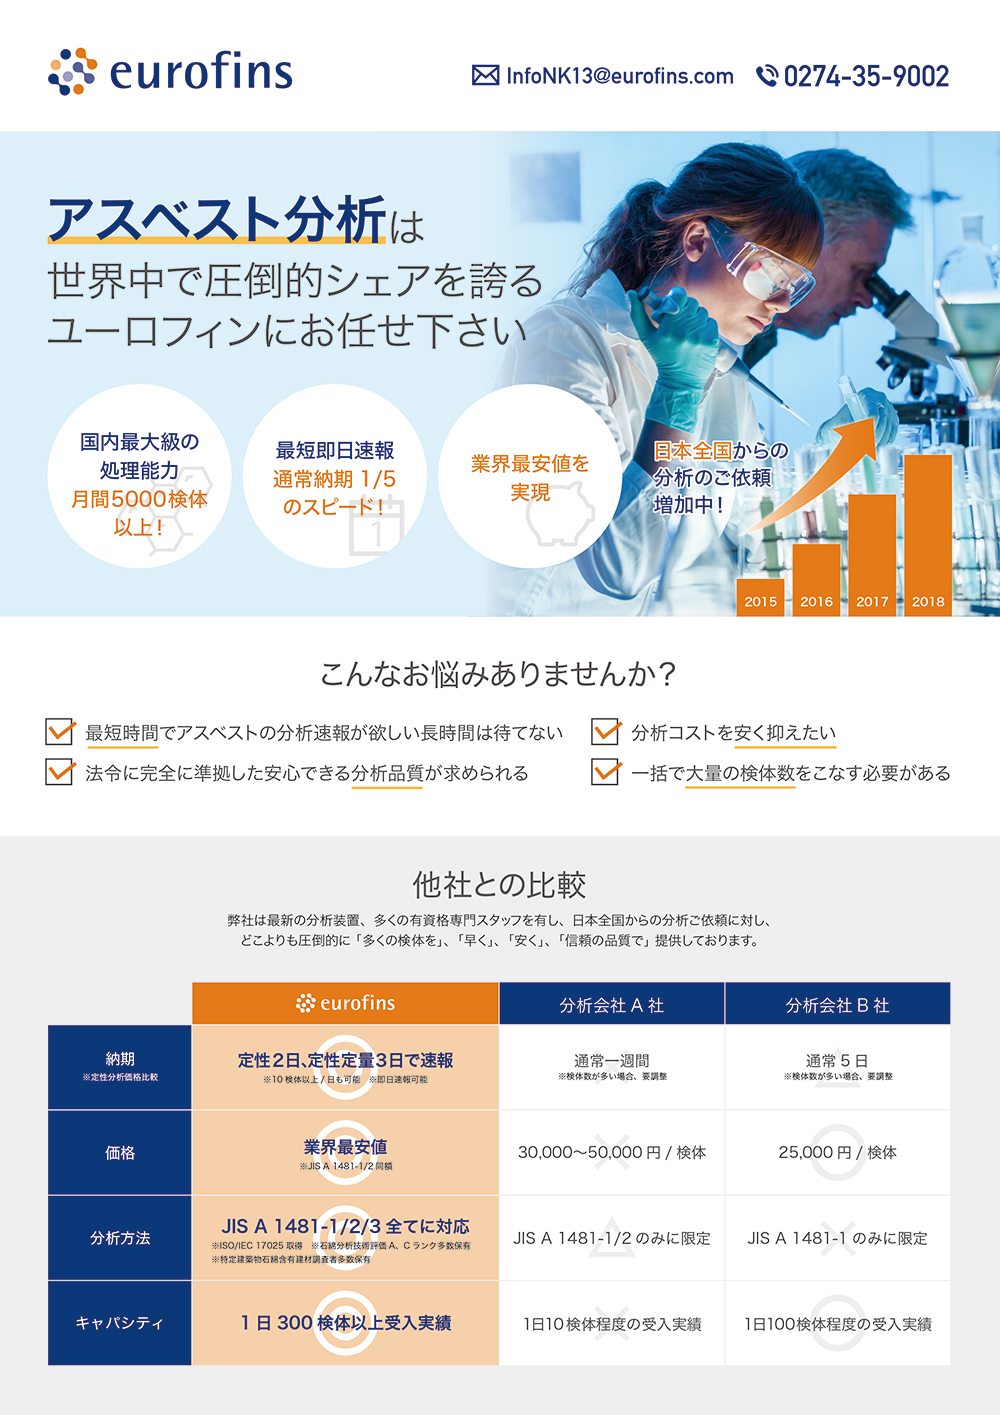 eurofins
InfoNK13@eurofins.com
0274-35-9002
アスベスト分析は
世界中で圧倒的シェアを誇る
ユーロフィンにお任せ下さい
国内最大級の
処理能力
月間5000検体
以上！
最短即日速報
通常納期 1/5
のスピード！
1
業界最安値を
実現
日本全国からの
分析のご依頼
増加中！
2015 2016 2017 2018
こんなお悩みありませんか？
最短時間でアスベストの分析速報が欲しい長時間は待てない
分析コストを安く抑えたい
法令に完全に準拠した安心できる分析品質が求められる
一括で大量の検体数をこなす必要がある
他社との比較
弊社は最新の分析装置、多くの有資格専門スタッフを有し、日本全国からの分析ご依頼に対し、
どこよりも圧倒的に「多くの検体を」、「早く」、「安く」、「信頼の品質で」提供しております。
eurofins 分析会社 A 社 分析会社 B 社
納期
※定性分析価格比較
定性2日、定性定量3日で速報
※10 検体以上 / 日も可能 ※即日速報可能
通常一週間
※検体数が多い場合、要調整
通常 5 日
※検体数が多い場合、要調整
価格
業界最安値
※JIS A 1481-1/2 同額
30,000〜50,000 円 / 検体
25,000 円 / 検体
分析方法
JIS A 1481-1/2/3 全てに対応
※ISO/IEC 17025 取得 ※石綿分析技術評価 A、C ランク多数保有
※特定建築物石綿含有建材調査者多数保有
JIS A 1481-1/2 のみに限定
JIS A 1481-1 のみに限定
キャパシティ
1 日 300 検体以上受入実績
1日10 検体程度の受入実績
1日100検体程度の受入実績